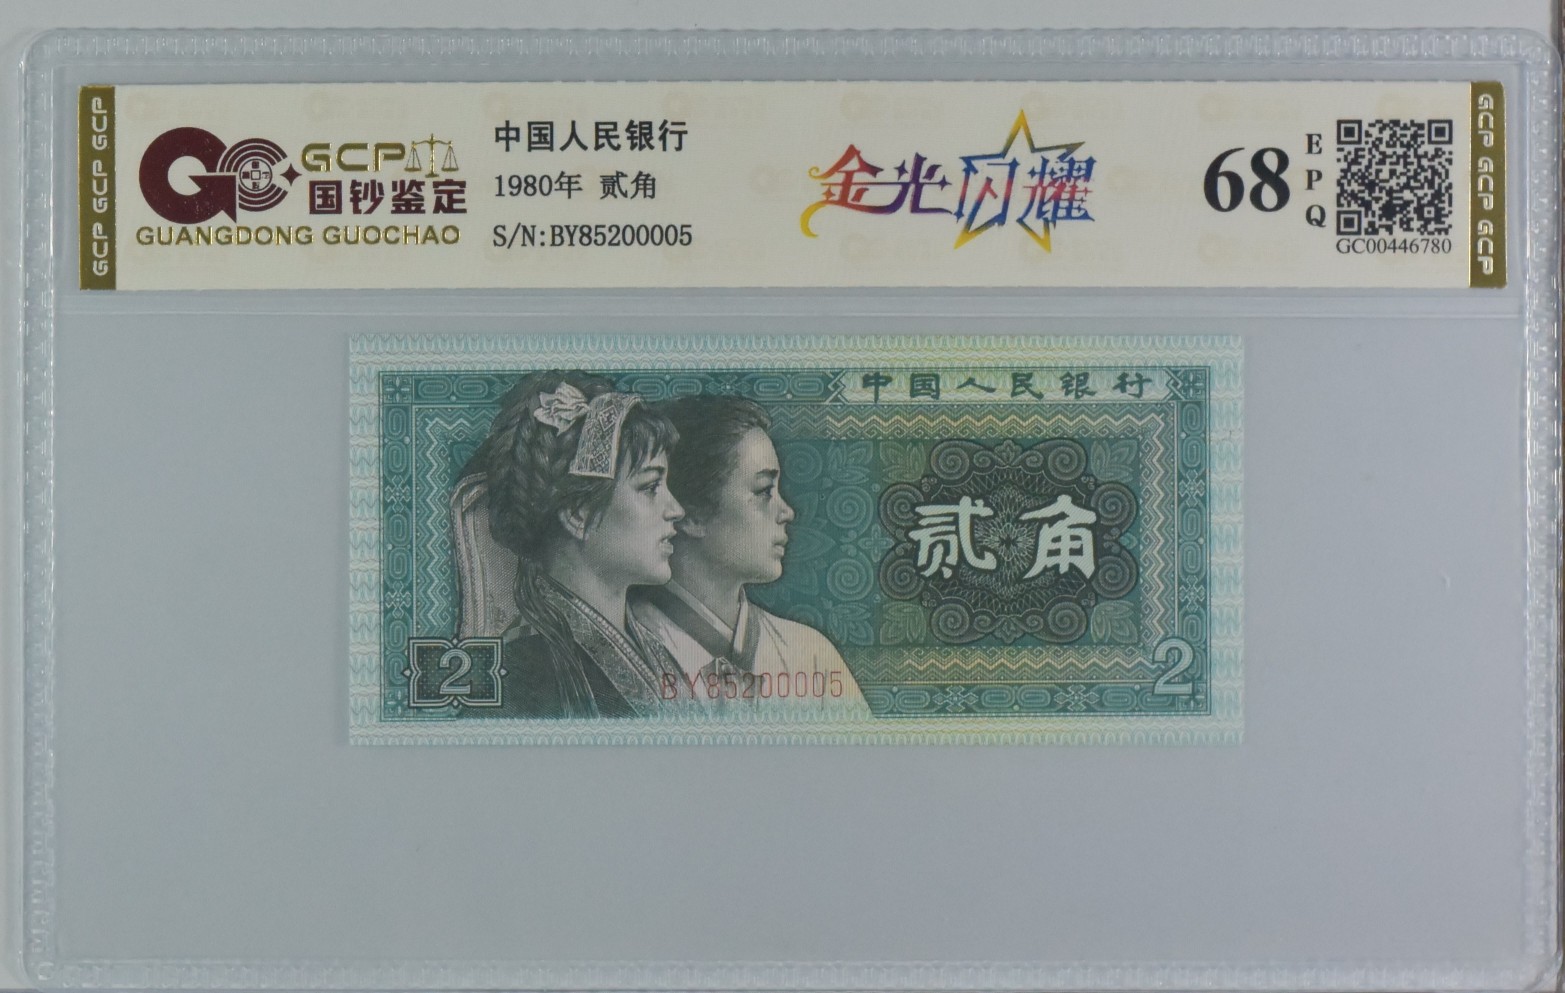 GCP GCP GCP
GCP
国钞鉴定
GUANGDONG GUOCHAO
中国人民银行
1980年 贰角
S/N:BY85200005
金光闪耀
68
EPQ
GC00446780
GCP GCP GCP
中国人民银行
贰角
2
BY85200005
2